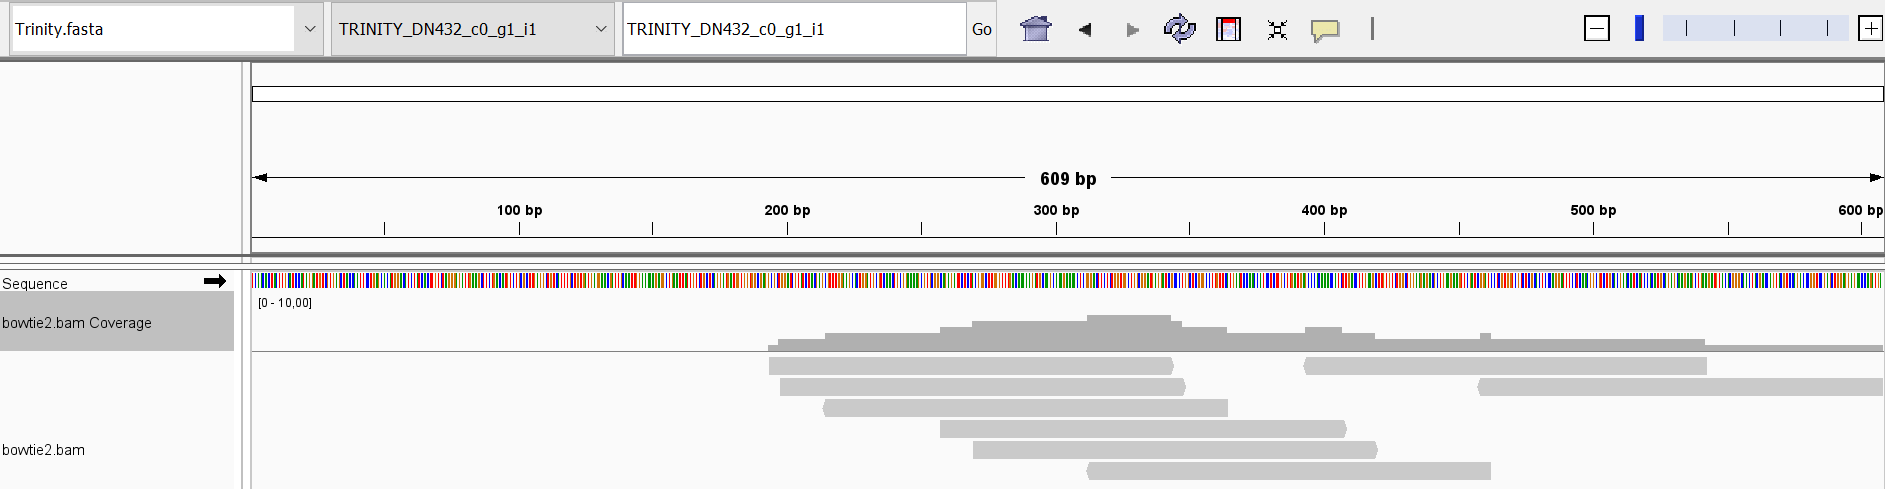 Trinity.fasta TRINITY_DN432_c0_g1_i1 TRINITY_DN432_c0_g1_i1 Go
609 bp
100 bp 200 bp 300 bp 400 bp 500 bp 600 bp
Sequence
[0 - 10,00]
bowtie2.bam Coverage
bowtie2.bam